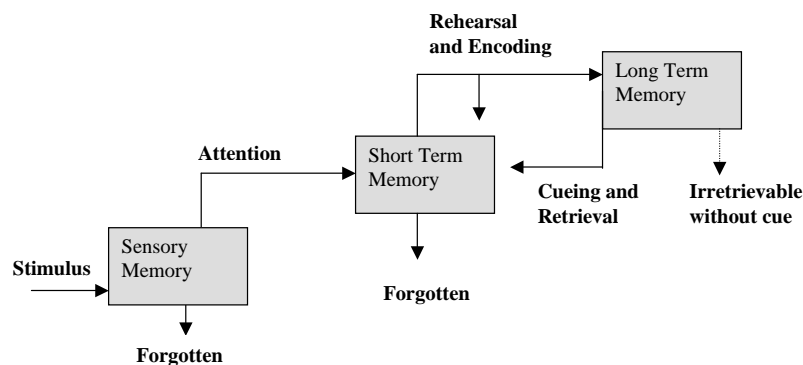 Rehearsal
and Encoding
Long Term
Memory
Attention
Short Term
Memory
Cueing and
Retrieval
Irretrievable
without cue
Sensory
Memory
Stimulus
Forgotten
Forgotten